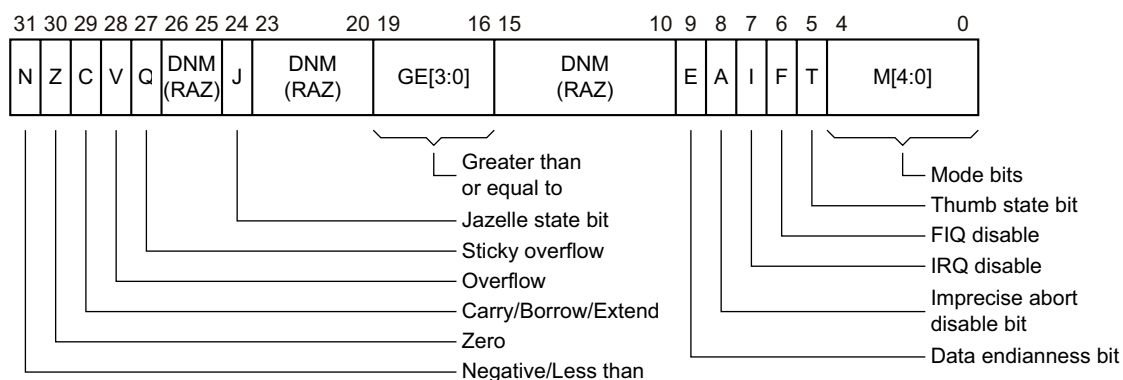 31 30 29 28 27 26 25 24 23 20 19 16 15 10 9 8 7 6 5 4 0
N Z C V Q DNM (RAZ) J DNM (RAZ) GE[3:0] DNM (RAZ) E A I F T M[4:0]
Greater than
or equal to
Jazelle state bit
Sticky overflow
Overflow
Carry/Borrow/Extend
Zero
Negative/Less than
Mode bits
Thumb state bit
FIQ disable
IRQ disable
Imprecise abort
disable bit
Data endianness bit